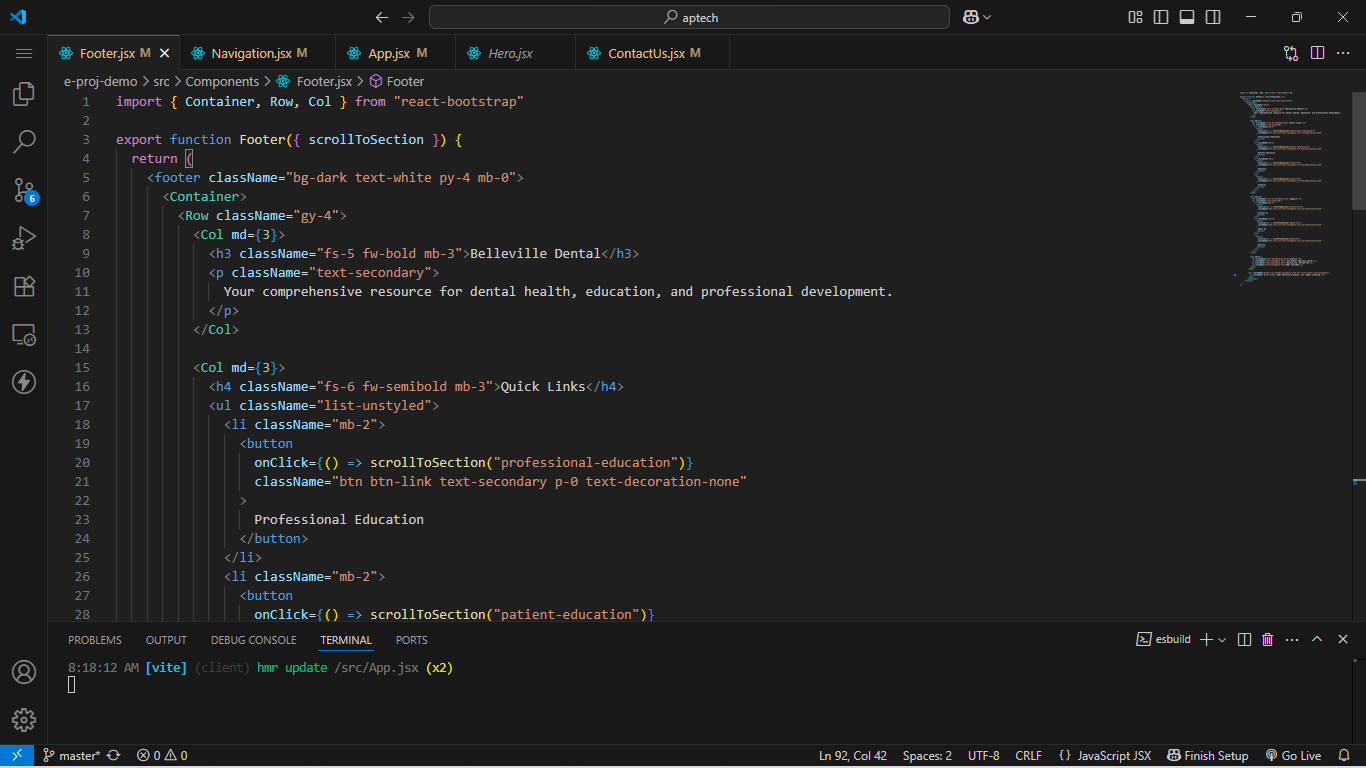 aptech
Footer.jsx M
Navigation.jsx M
App.jsx M
Hero.jsx
ContactUs.jsx M
e-proj-demo > src > Components > Footer.jsx > Footer
6
1 import { Container, Row, Col } from "react-bootstrap"
2
3 export function Footer({ scrollToSection }) {
4 return (
5 <footer className="bg-dark text-white py-4 mb-0">
6 <Container>
7 <Row className="gy-4">
8 <Col md={3}>
9 <h3 className="fs-5 fw-bold mb-3">Belleville Dental</h3>
10 <p className="text-secondary">
11 Your comprehensive resource for dental health, education, and professional development.
12 </p>
13 </Col>
14
15 <Col md={3}>
16 <h4 className="fs-6 fw-semibold mb-3">Quick Links</h4>
17 <ul className="list-unstyled">
18 <li className="mb-2">
19 <button
20 onClick={() => scrollToSection("professional-education")}
21 className="btn btn-link text-secondary p-0 text-decoration-none"
22 >
23 Professional Education
24 </button>
25 </li>
26 <li className="mb-2">
27 <button
28 onClick={() => scrollToSection("patient-education")}
PROBLEMS OUTPUT DEBUG CONSOLE TERMINAL PORTS
esbuild
8:18:12 AM [vite] (client) hmr update /src/App.jsx (x2)
master* 0 0
Ln 92, Col 42 Spaces: 2 UTF-8 CRLF {} JavaScript JSX Finish Setup Go Live